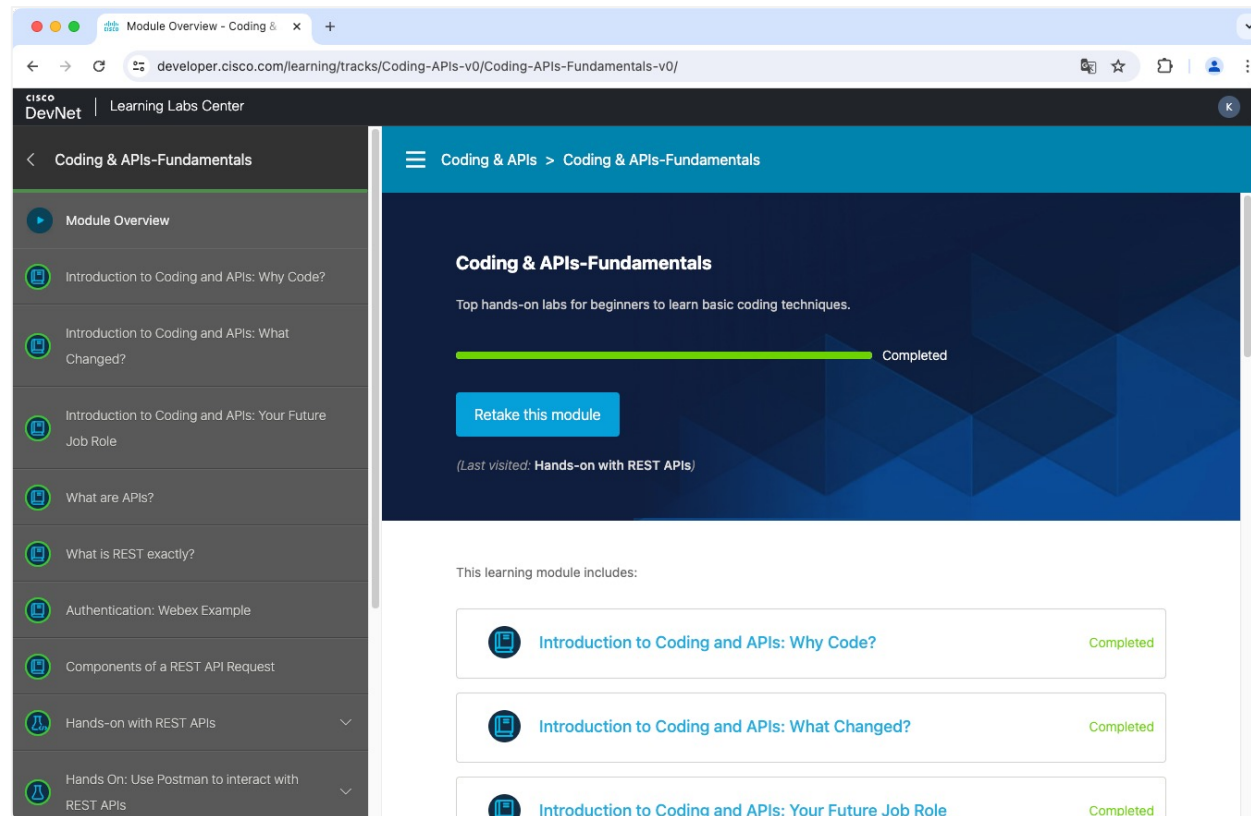 Module Overview - Coding &
developer.cisco.com/learning/tracks/Coding-APIs-v0/Coding-APIs-Fundamentals-v0/
CISCO
DevNet
Learning Labs Center
K
Coding & APIs-Fundamentals
Module Overview
Introduction to Coding and APIs: Why Code?
Introduction to Coding and APIs: What
Changed?
Introduction to Coding and APIs: Your Future
Job Role
What are APIs?
What is REST exactly?
Authentication: Webex Example
Components of a REST API Request
Hands-on with REST APIs
Hands On: Use Postman to interact with
REST APIs
Coding & APIs > Coding & APIs-Fundamentals
Coding & APIs-Fundamentals
Top hands-on labs for beginners to learn basic coding techniques.
Completed
Retake this module
(Last visited: Hands-on with REST APIs)
This learning module includes:
Introduction to Coding and APIs: Why Code?
Completed
Introduction to Coding and APIs: What Changed?
Completed
Introduction to Coding and APIs: Your Future Job Role
Completed